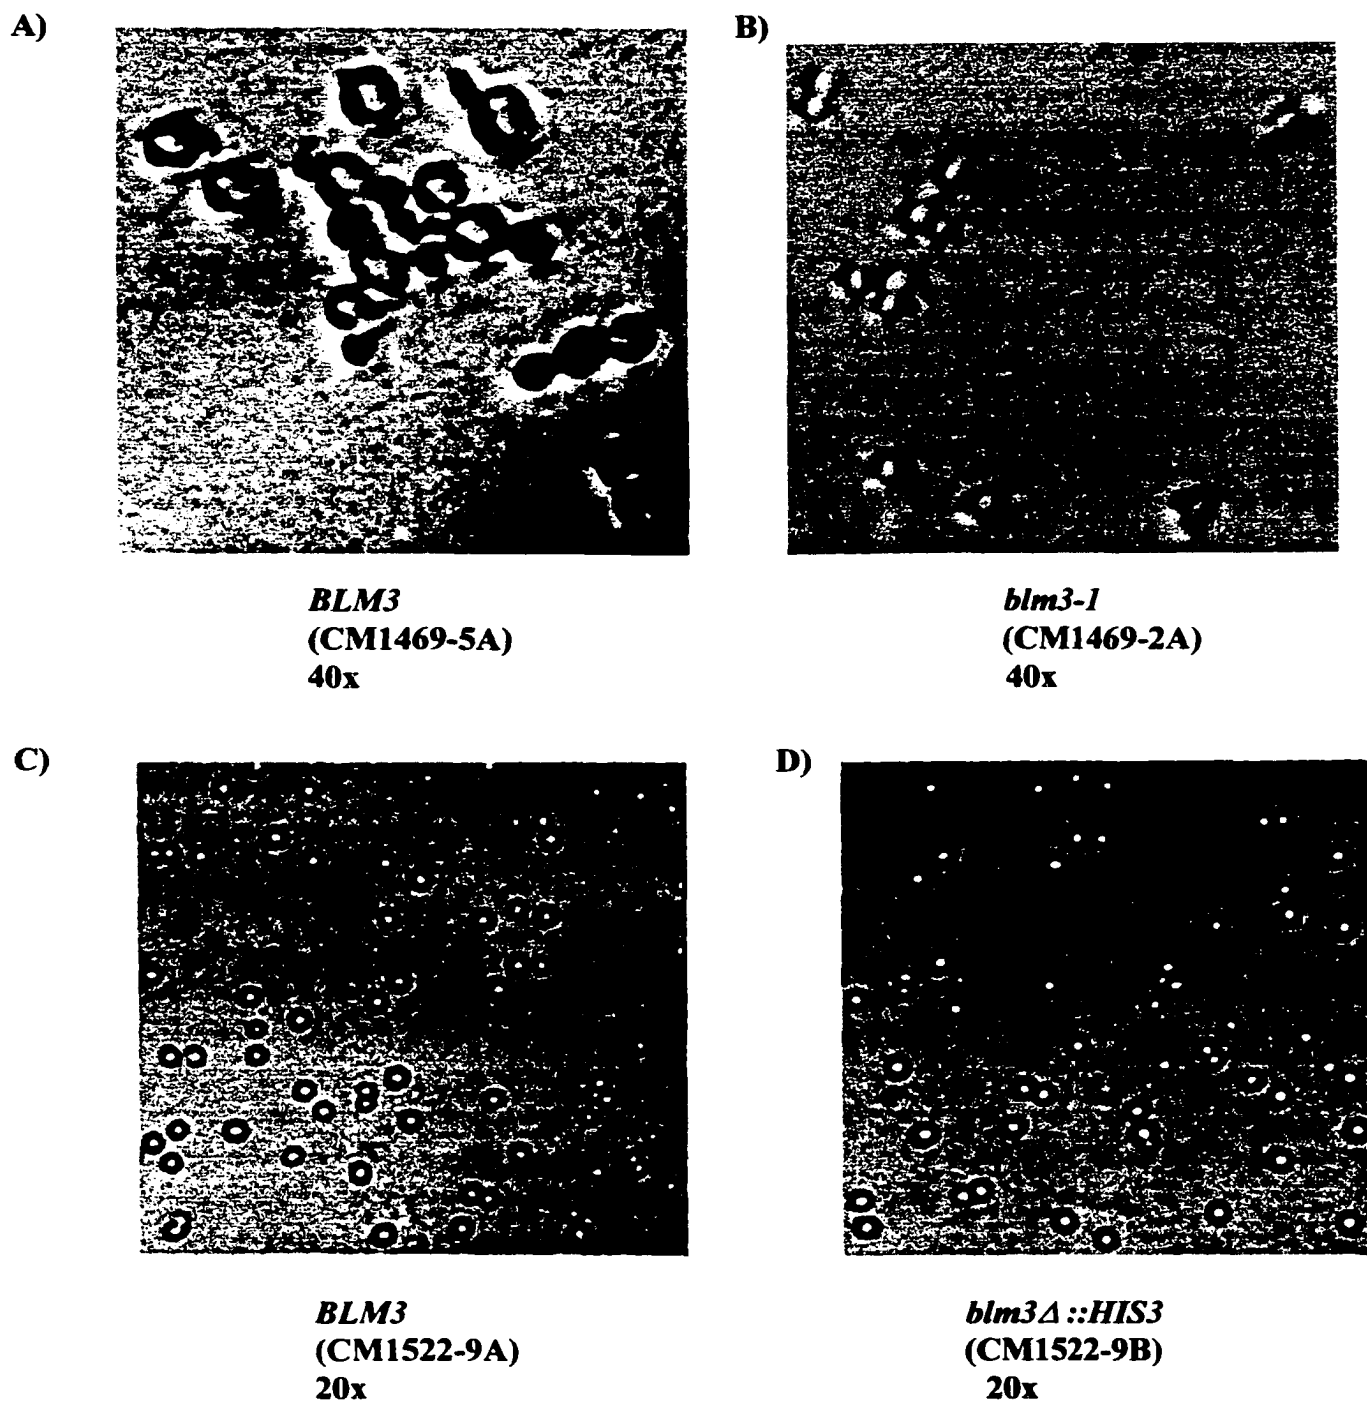 A)
B)
BLM3
(CM1469-5A)
40x
blm3-1
(CM1469-2A)
40x
C)
D)
BLM3
(CM1522-9A)
20x
blm3Δ::HIS3
(CM1522-9B)
20x